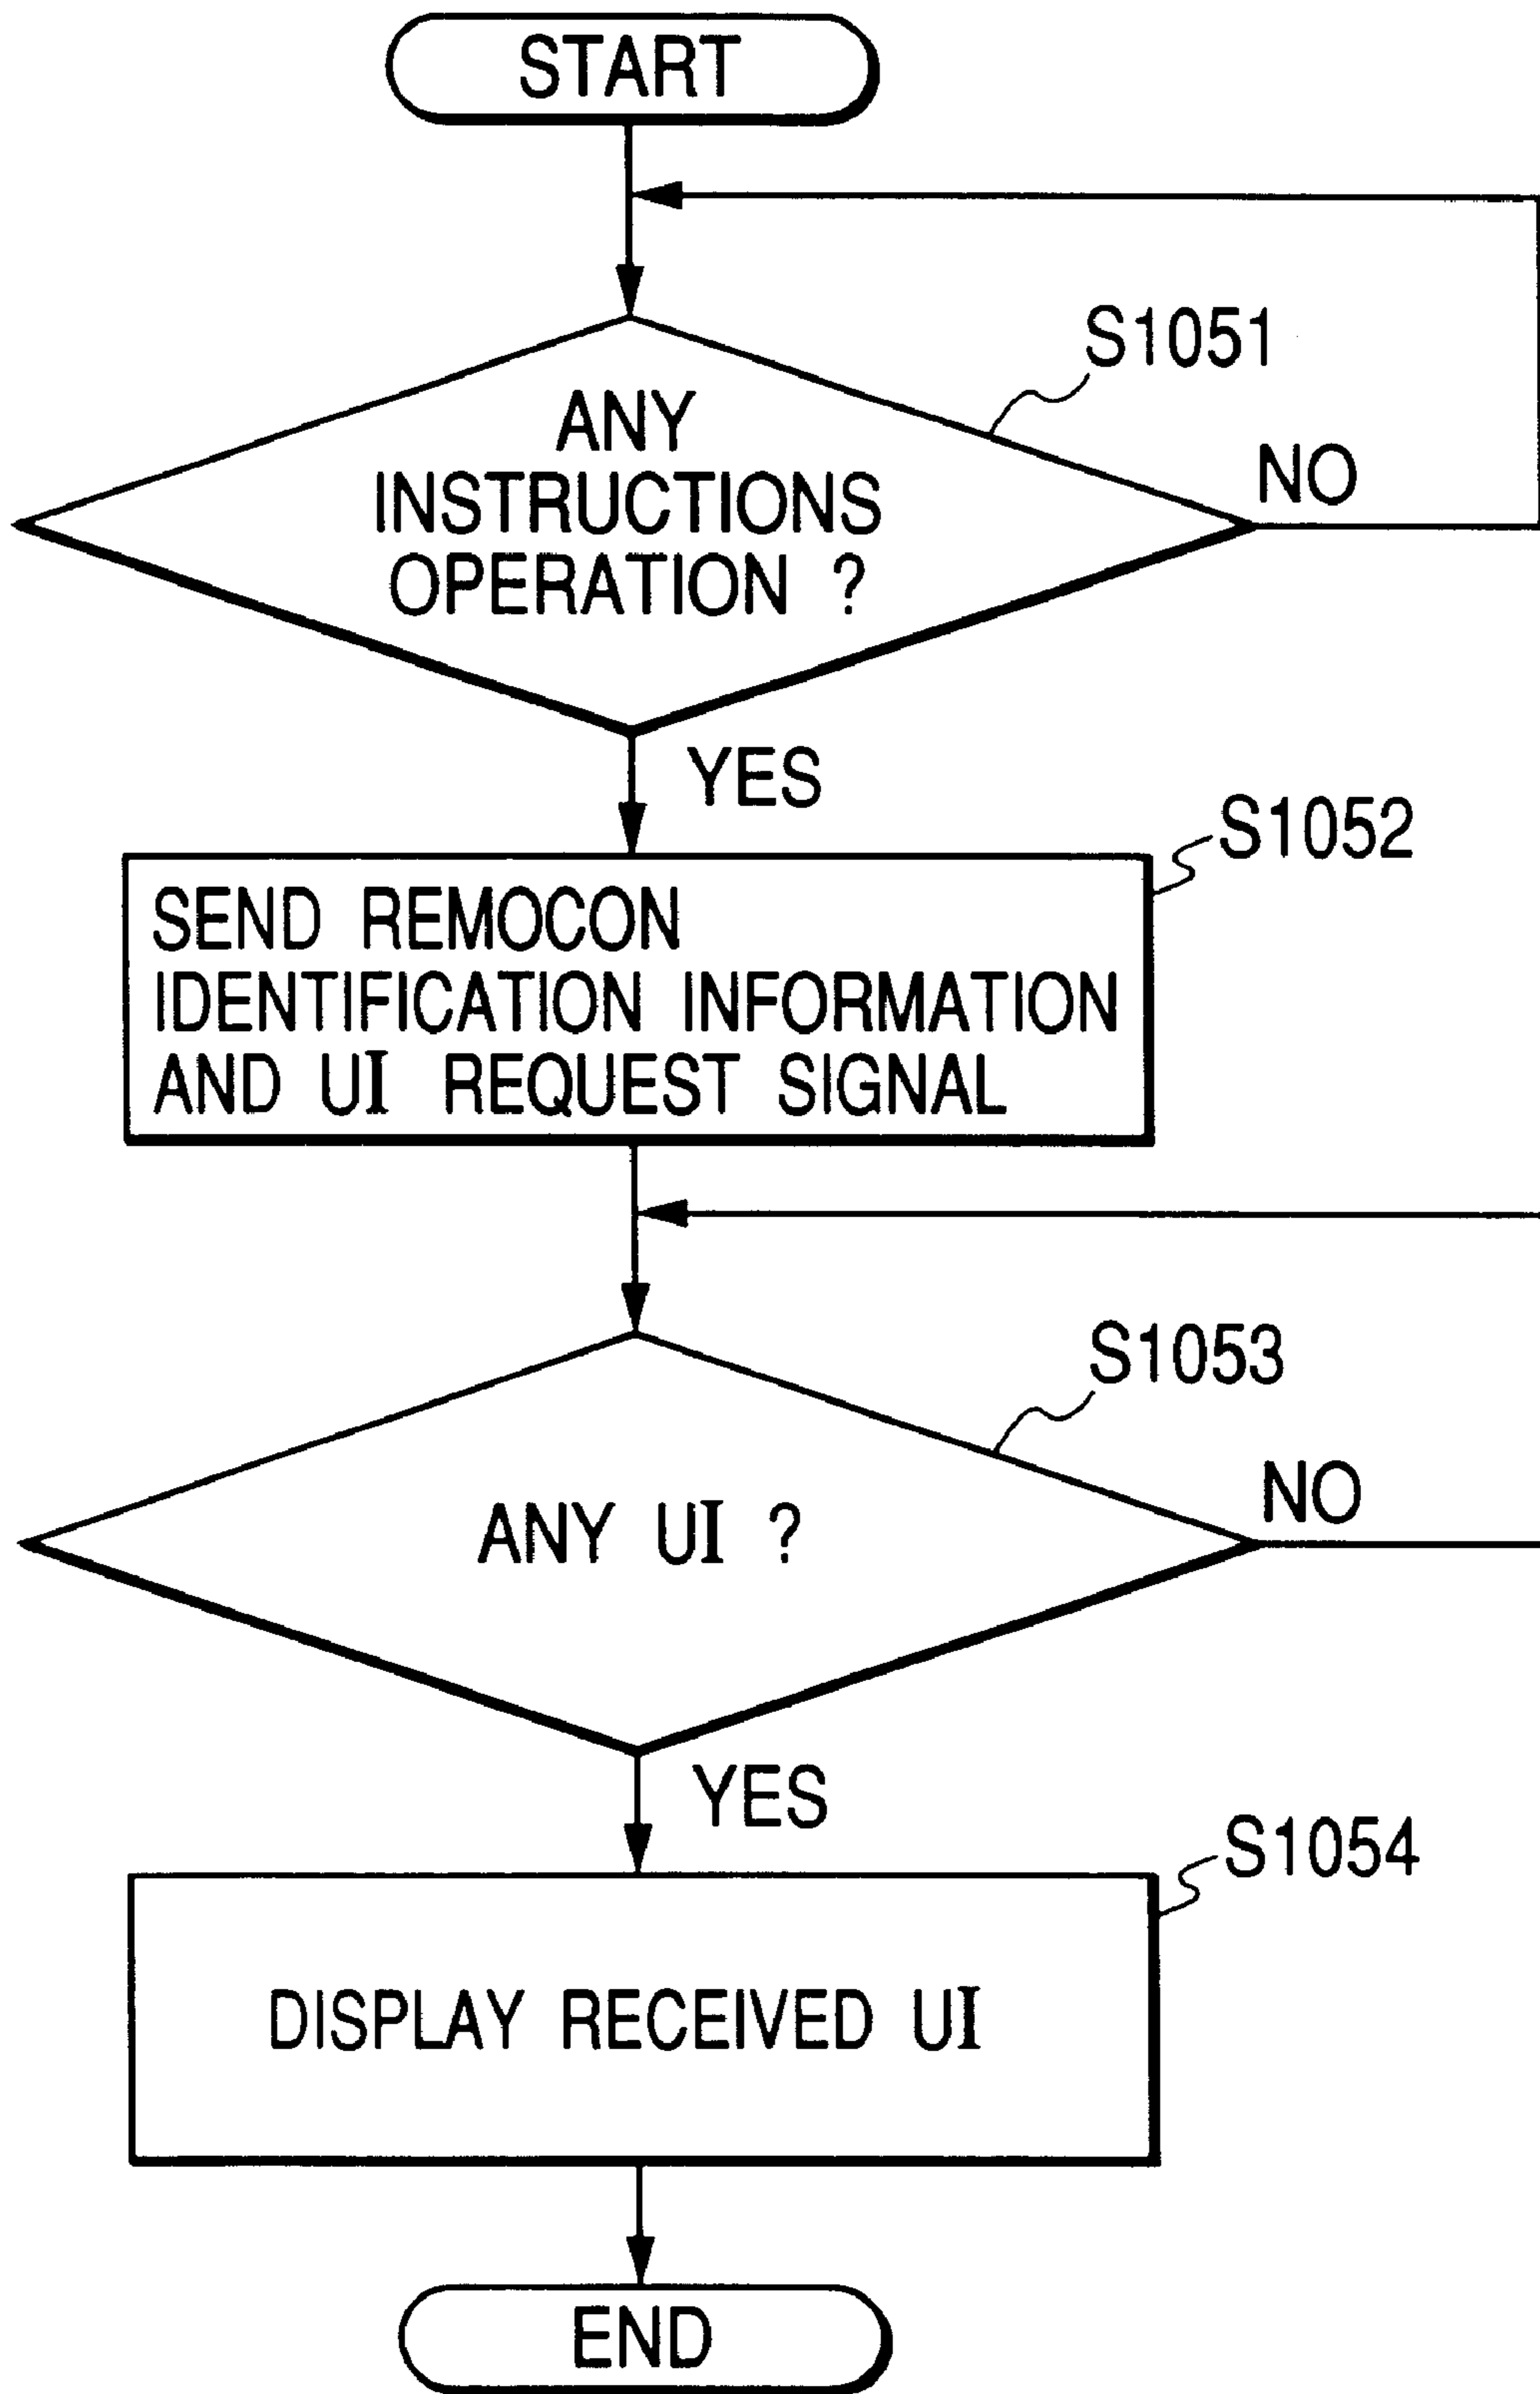 START
S1051
ANY
INSTRUCTIONS
OPERATION ?
NO
YES
S1052
SEND REMOCON
IDENTIFICATION INFORMATION
AND UI REQUEST SIGNAL
S1053
ANY UI ?
NO
YES
S1054
DISPLAY RECEIVED UI
END